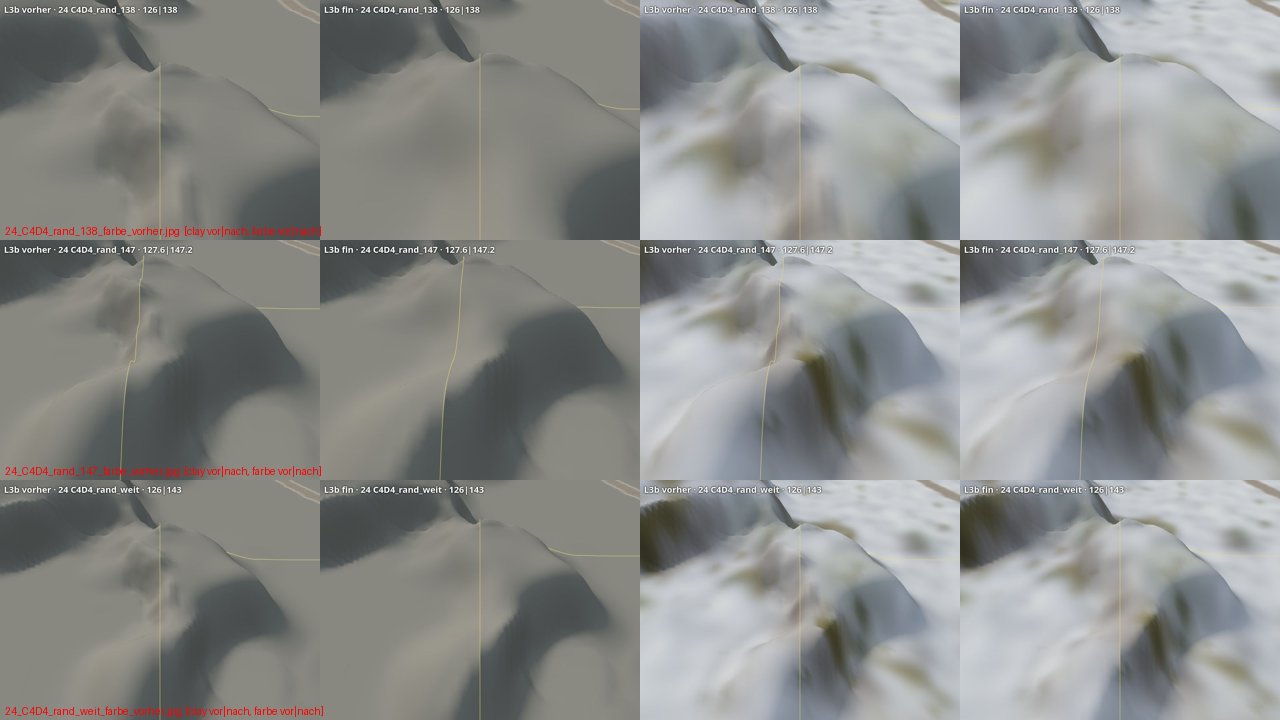 L3b vorher · 24 C4D4_rand_138 · 126|138
L3b fin · 24 C4D4_rand_138 · 126|138
L3b vorher · 24 C4D4_rand_138 · 126|138
L3b fin · 24 C4D4_rand_138 · 126|138
24_C4D4_rand_138_farbe_vorher.jpg [clay vor|nach, farbe vor|nach]
L3b vorher · 24 C4D4_rand_147 · 127.6|147.2
L3b fin · 24 C4D4_rand_147 · 127.6|147.2
L3b vorher · 24 C4D4_rand_147 · 127.6|147.2
L3b fin · 24 C4D4_rand_147 · 127.6|147.2
24_C4D4_rand_147_farbe_vorher.jpg [clay vor|nach, farbe vor|nach]
L3b vorher · 24 C4D4_rand_weit · 126|143
L3b fin · 24 C4D4_rand_weit · 126|143
L3b vorher · 24 C4D4_rand_weit · 126|143
L3b fin · 24 C4D4_rand_weit · 126|143
24_C4D4_rand_weit_farbe_vorher.jpg [clay vor|nach, farbe vor|nach]